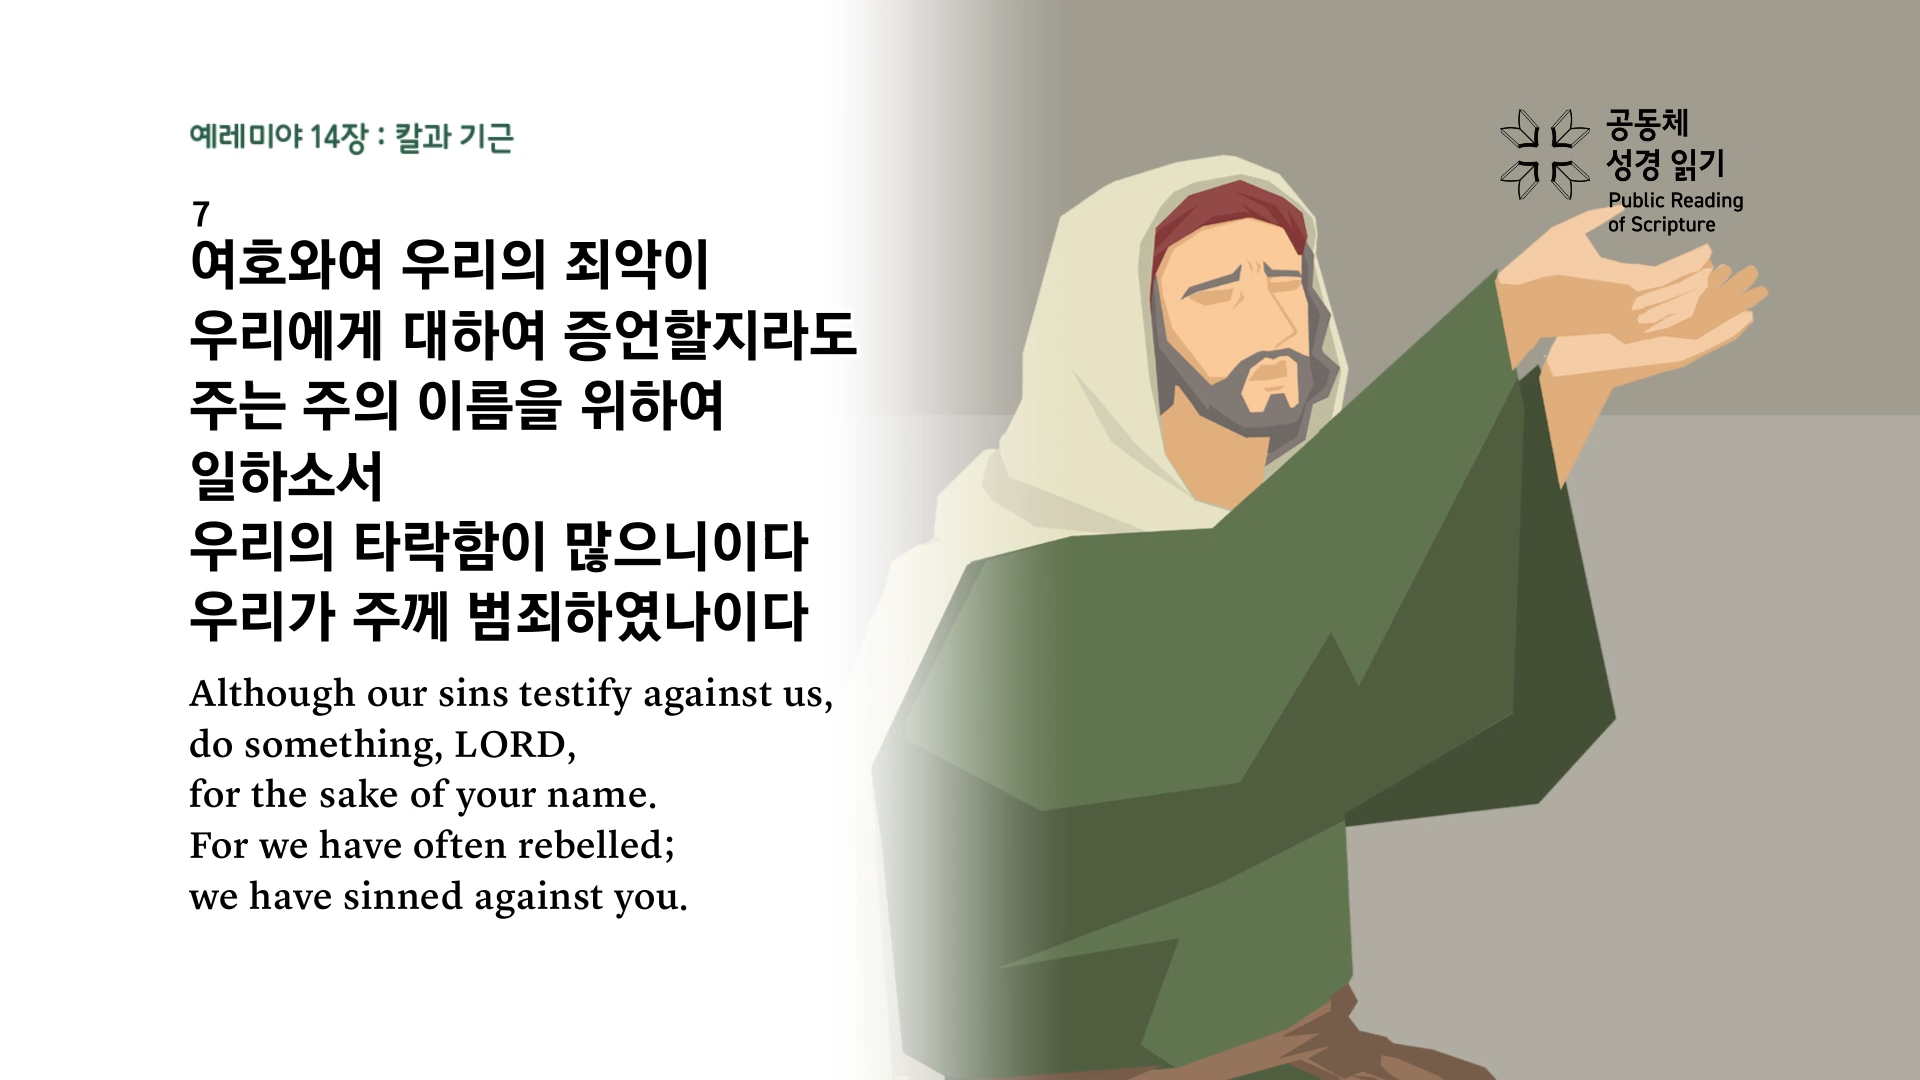 예레미야 14장 : 칼과 기근
공동체
성경 읽기
Public Reading
of Scripture
7
여호와여 우리의 죄악이
우리에게 대하여 증언할지라도
주는 주의 이름을 위하여
일하소서
우리의 타락함이 많으니이다
우리가 주께 범죄하였나이다
Although our sins testify against us,
do something, LORD,
for the sake of your name.
For we have often rebelled;
we have sinned against you.